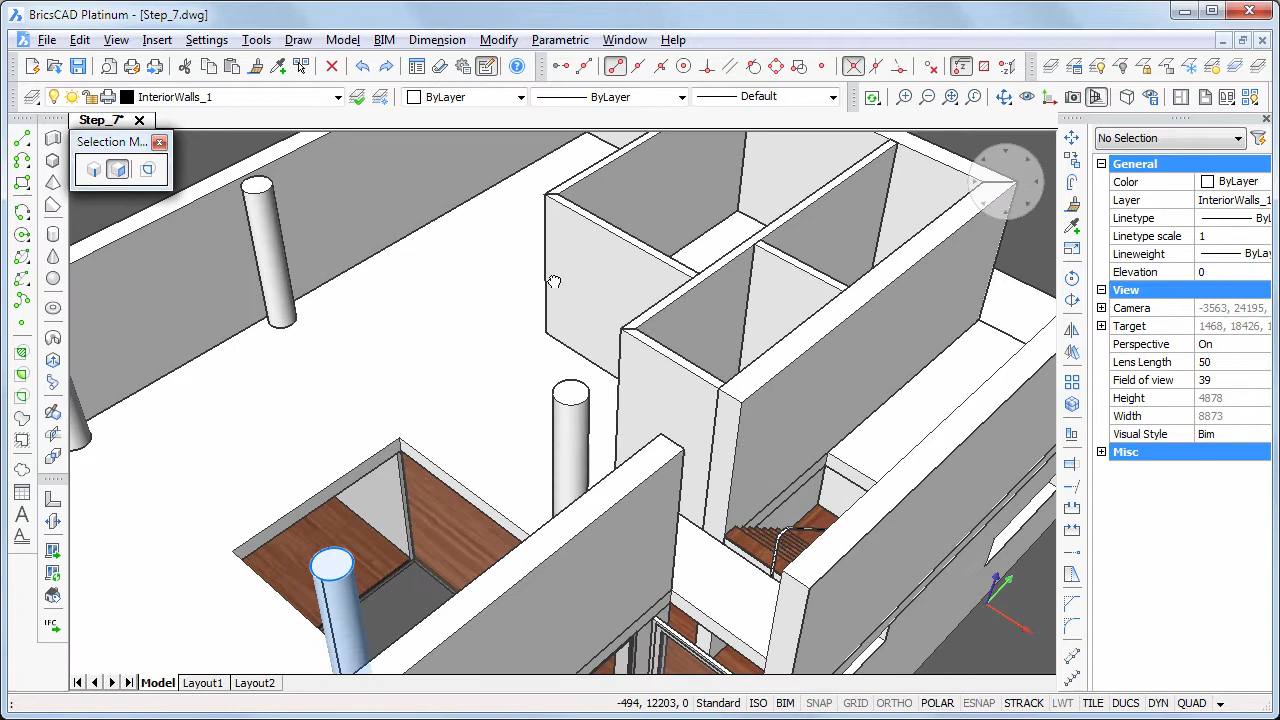 BricsCAD Platinum - [Step_7.dwg]
File Edit View Insert Settings Tools Draw Model BIM Dimension Modify Parametric Window Help
InteriorWalls_1 ByLayer ByLayer Default
Step_7*
Selection M...
No Selection
General
Color ByLayer
Layer InteriorWalls_1
Linetype ByLay
Linetype scale 1
Lineweight ByLay
Elevation 0
View
Camera -3563, 24195,
Target 1468, 18426, 1
Perspective On
Lens Length 50
Field of view 39
Height 4878
Width 8873
Visual Style Bim
Misc
A
A
IFC
Model Layout1 Layout2
: -494, 12203, 0 Standard ISO BIM SNAP GRID ORTHO POLAR ESNAP STRACK LWT TILE DUCS DYN QUAD